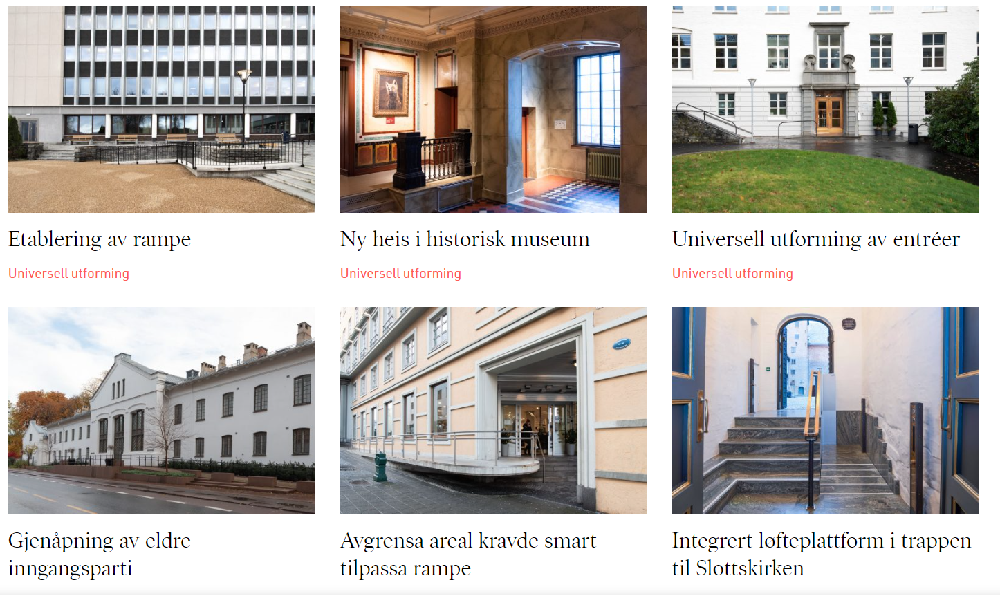 Etablering av rampe
Universell utforming
Ny heis i historisk museum
Universell utforming
Universell utforming av entréer
Universell utforming
Gjenåpning av eldre
inngangsparti
Avgrensa areal kravde smart
tilpassa rampe
Integrert løfteplattform i trappen
til Slottskirken